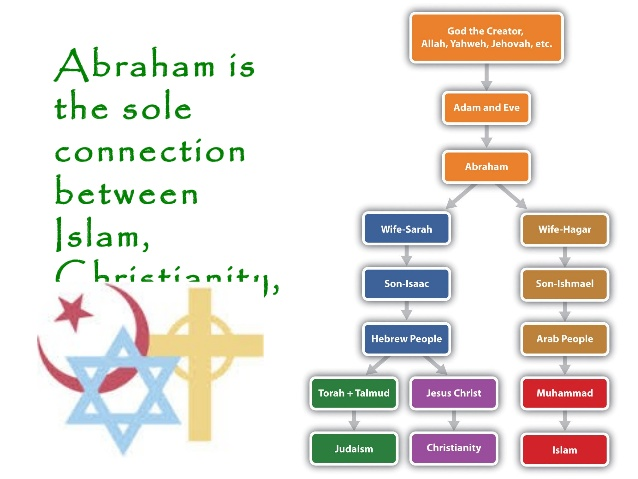 Abraham is
the sole
connection
between
Islam,
Christianity,
God the Creator,
Allah, Yahweh, Jehovah, etc.
Adam and Eve
Abraham
Wife-Sarah
Wife-Hagar
Son-Isaac
Son-Ishmael
Hebrew People
Arab People
Torah + Talmud
Jesus Christ
Muhammad
Judaism
Christianity
Islam